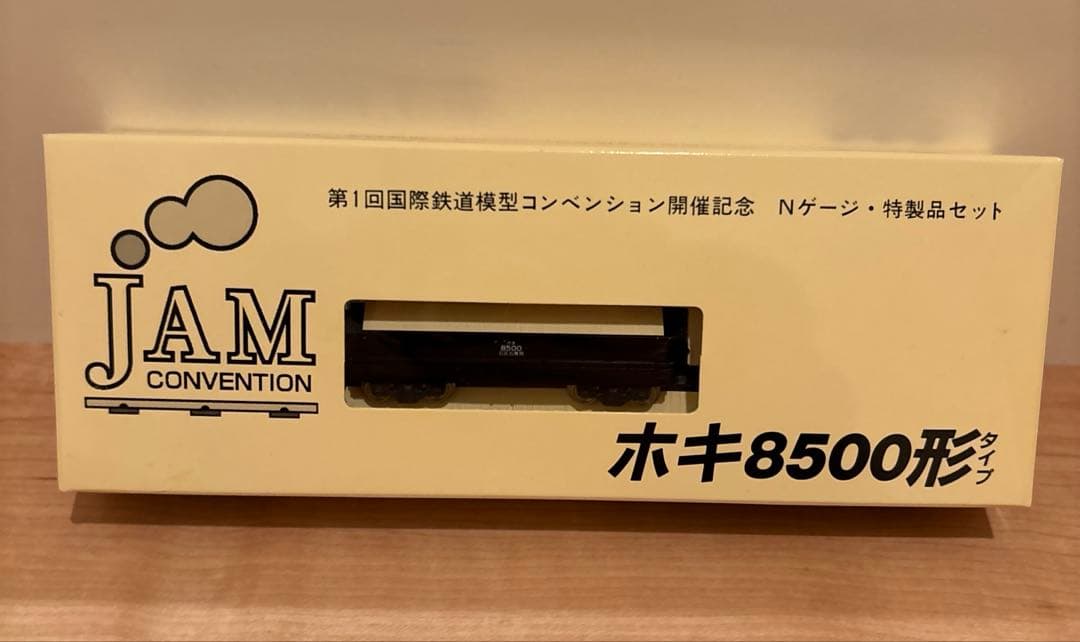 第1回国際鉄道模型コンベンション開催記念 Nゲージ・特製品セット
JAM
CONVENTION
8500
ホキ8500形タイプ